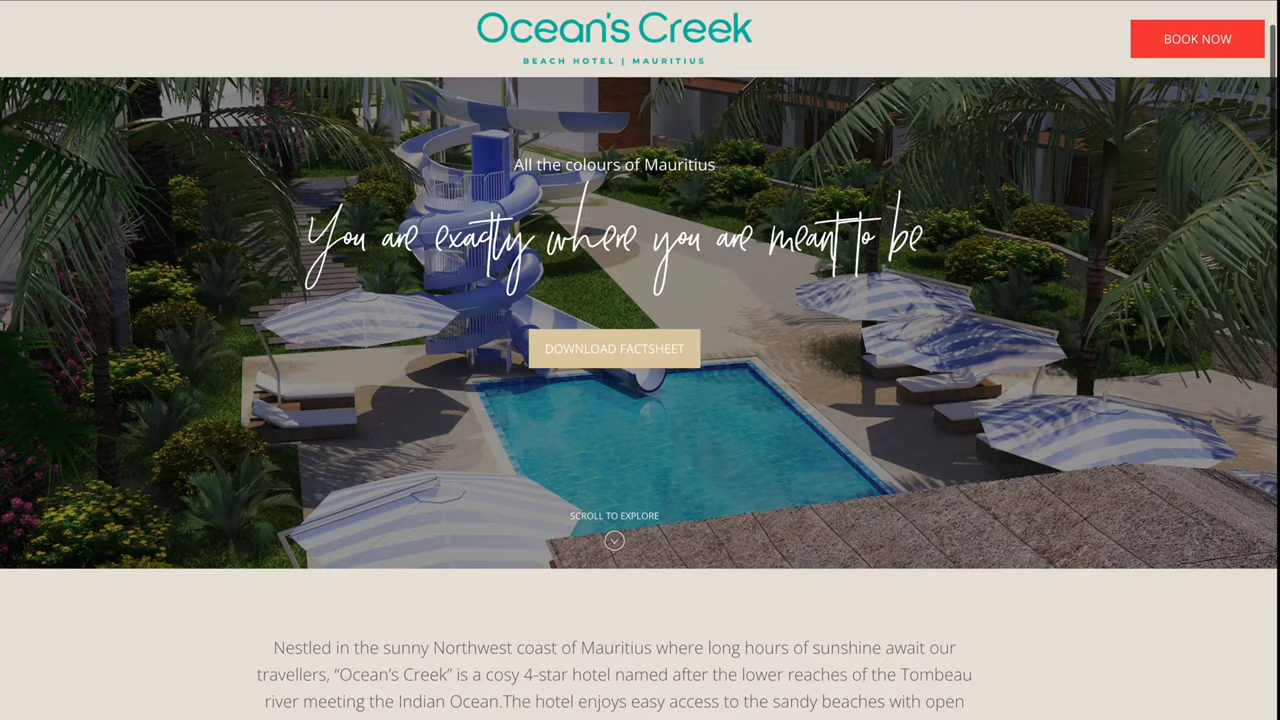 Ocean's Creek
BEACH HOTEL | MAURITIUS
BOOK NOW
All the colours of Mauritius
You are exactly where you are meant to be
DOWNLOAD FACTSHEET
SCROLL TO EXPLORE
Nestled in the sunny Northwest coast of Mauritius where long hours of sunshine await our
travellers, “Ocean’s Creek” is a cosy 4-star hotel named after the lower reaches of the Tombeau
river meeting the Indian Ocean.The hotel enjoys easy access to the sandy beaches with open